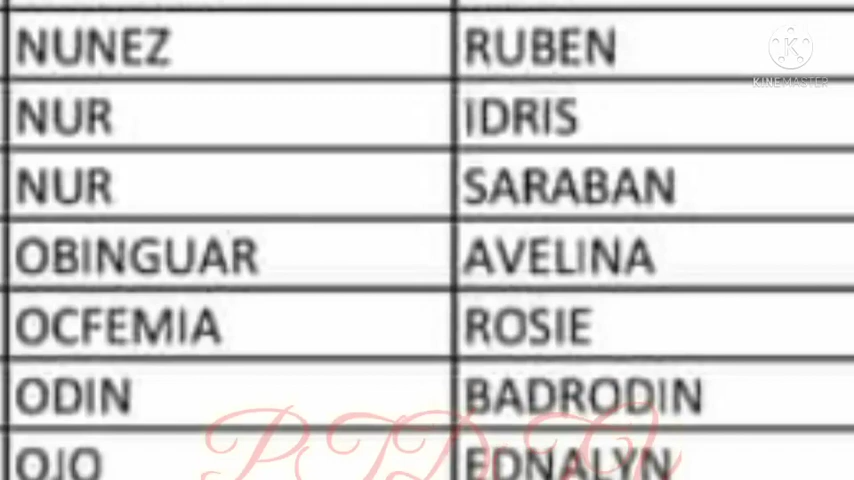 NUNEZ RUBEN
KINEMASTER
NUR IDRIS
NUR SARABAN
OBINGUAR AVELINA
OCFEMIA ROSIE
ODIN BADRODIN
OJO EDNALYN